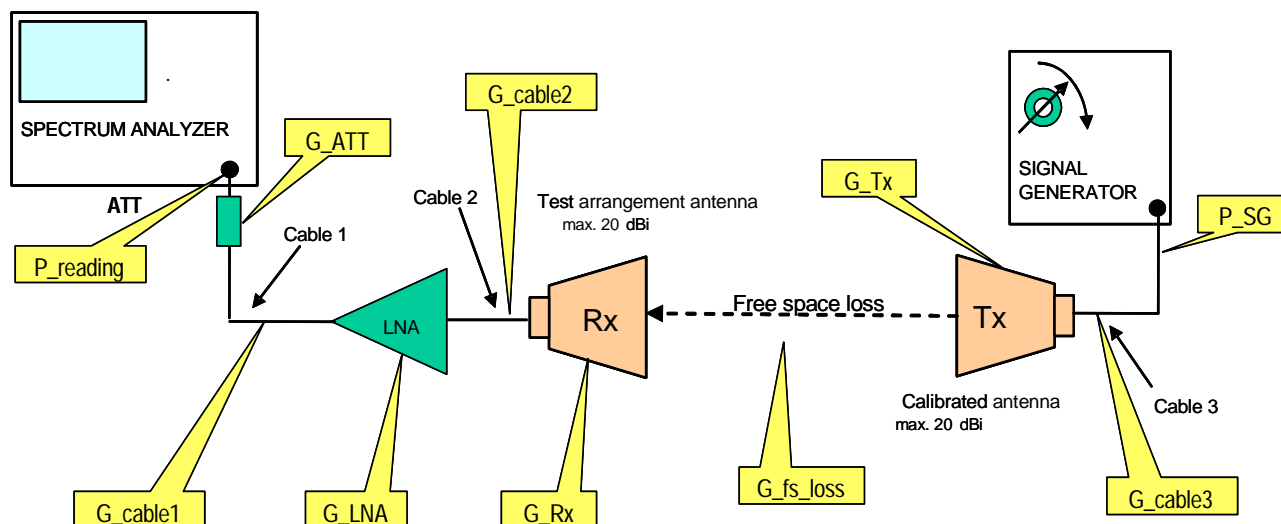 SPECTRUM ANALYZER
G_ATT
ATT
P_reading
Cable 1
Cable 2
G_cable2
Test arrangement antenna
max. 20 dBi
LNA
Rx
Free space loss
Tx
G_Tx
SIGNAL
GENERATOR
P_SG
Calibrated antenna
max. 20 dBi
Cable 3
G_cable1
G_LNA
G_Rx
G_fs_loss
G_cable3